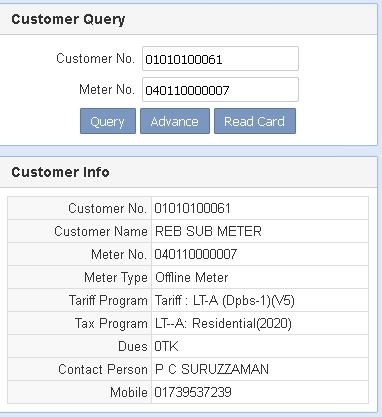 Customer Query
Customer No. 01010100061
Meter No. 040110000007
Query Advance Read Card
Customer Info
Customer No. 01010100061
Customer Name REB SUB METER
Meter No. 040110000007
Meter Type Offline Meter
Tariff Program Tariff : LT-A (Dpbs-1)(V5)
Tax Program LT--A: Residential(2020)
Dues 0TK
Contact Person P C SURUZZAMAN
Mobile 01739537239